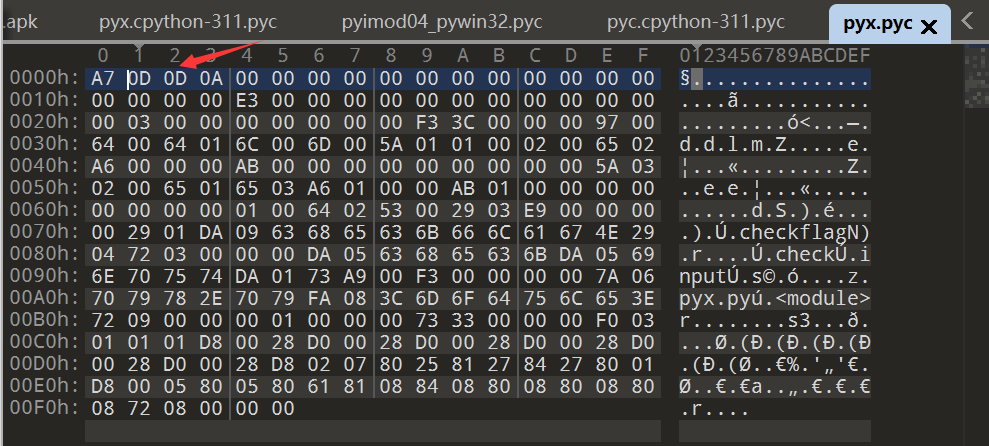 .apk pyx.cpython-311.pyc pyimod04_pywin32.pyc pyc.cpython-311.pyc pyx.pyc × <
0 1 2 3 4 5 6 7 8 9 A B C D E F 0123456789ABCDEF
0000h: A7 0D 0D 0A 00 00 00 00 00 00 00 00 00 00 00 00 §...............
0010h: 00 00 00 00 E3 00 00 00 00 00 00 00 00 00 00 00 ....ã...........
0020h: 00 03 00 00 00 00 00 00 00 F3 3C 00 00 00 97 00 .........ó<...—.
0030h: 64 00 64 01 6C 00 6D 00 5A 01 01 00 02 00 65 02 d.d.l.m.Z.....e.
0040h: A6 00 00 00 AB 00 00 00 00 00 00 00 00 00 5A 03 ¦...«.........Z.
0050h: 02 00 65 01 65 03 A6 01 00 00 AB 01 00 00 00 00 ..e.e.¦...«.....
0060h: 00 00 00 00 01 00 64 02 53 00 29 03 E9 00 00 00 ......d.S.).é...
0070h: 00 29 01 DA 09 63 68 65 63 6B 66 6C 61 67 4E 29 .).Ú.checkflagN)
0080h: 04 72 03 00 00 00 DA 05 63 68 65 63 6B DA 05 69 .r....Ú.checkÚ.i
0090h: 6E 70 75 74 DA 01 73 A9 00 F3 00 00 00 00 7A 06 nputÚ.s©.ó....z.
00A0h: 70 79 78 2E 70 79 FA 08 3C 6D 6F 64 75 6C 65 3E pyx.pyú.<module>
00B0h: 72 09 00 00 00 01 00 00 00 73 33 00 00 00 F0 03 r........s3...ð.
00C0h: 01 01 01 D8 00 28 D0 00 28 D0 00 28 D0 00 28 D0 ...Ø.(Ð.(Ð.(Ð.(Ð
00D0h: 00 28 D0 00 28 D8 02 07 80 25 81 27 84 27 80 01 .(Ð.(Ø..€%.'„'€.
00E0h: D8 00 05 80 05 80 61 81 08 84 08 80 08 80 08 80 Ø..€.€a..„.€.€.€
00F0h: 08 72 08 00 00 00 .r....